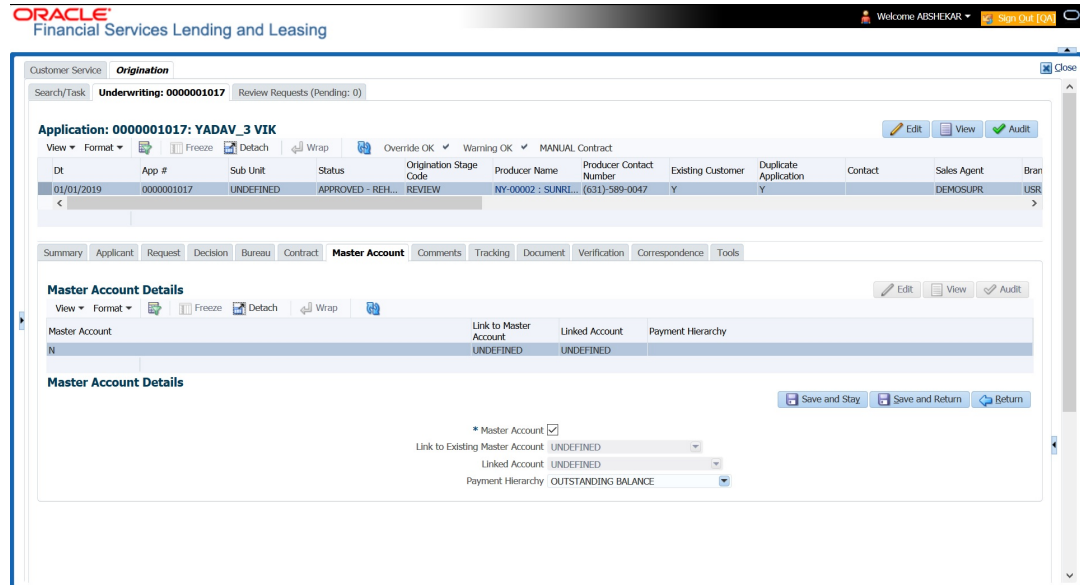 ORACLE
Financial Services Lending and Leasing
Welcome ABSHEKAR
Sign Out [QA]
Close
Customer Service Origination
Search/Task Underwriting: 0000001017 Review Requests (Pending: 0)
Application: 0000001017: YADAV_3 VIK
Edit View Audit
View Format Freeze Detach Wrap Override OK Warning OK MANUAL Contract
Dt App # Sub Unit Status Origination Stage Code Producer Name Producer Contact Number Existing Customer Duplicate Application Contact Sales Agent Bran
01/01/2019 0000001017 UNDEFINED APPROVED - REH... REVIEW NY-00002 : SUNRI... (631)-589-0047 Y Y DEMOSUPR USR
Summary Applicant Request Decision Bureau Contract Master Account Comments Tracking Document Verification Correspondence Tools
Master Account Details
Edit View Audit
View Format Freeze Detach Wrap
Master Account Link to Master Account Linked Account Payment Hierarchy
N UNDEFINED UNDEFINED
Master Account Details
Save and Stay Save and Return Return
* Master Account
Link to Existing Master Account UNDEFINED
Linked Account UNDEFINED
Payment Hierarchy OUTSTANDING BALANCE